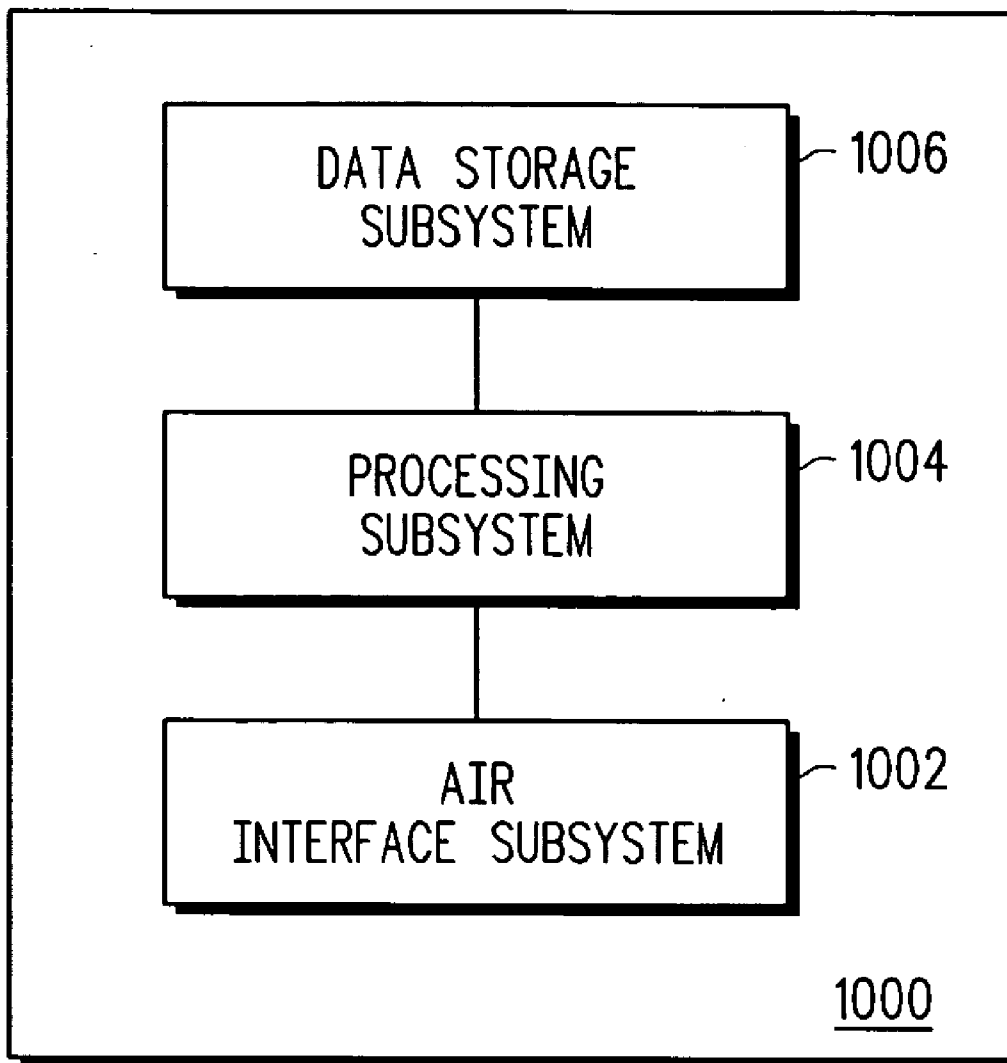 DATA STORAGE
SUBSYSTEM
1006
PROCESSING
SUBSYSTEM
1004
AIR
INTERFACE SUBSYSTEM
1002
1000